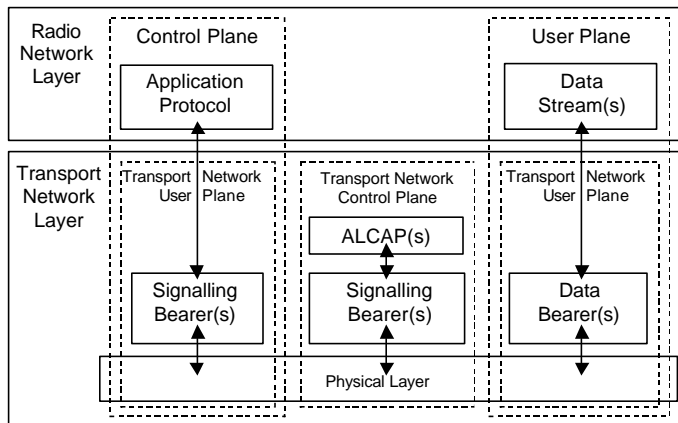 Radio
Network
Layer
Control Plane
User Plane
Application
Protocol
Data
Stream(s)
Transport
Network
Layer
Transport Network
User Plane
Transport Network
Control Plane
Transport Network
User Plane
ALCAP(s)
Signalling
Bearer(s)
Signalling
Bearer(s)
Data
Bearer(s)
Physical Layer